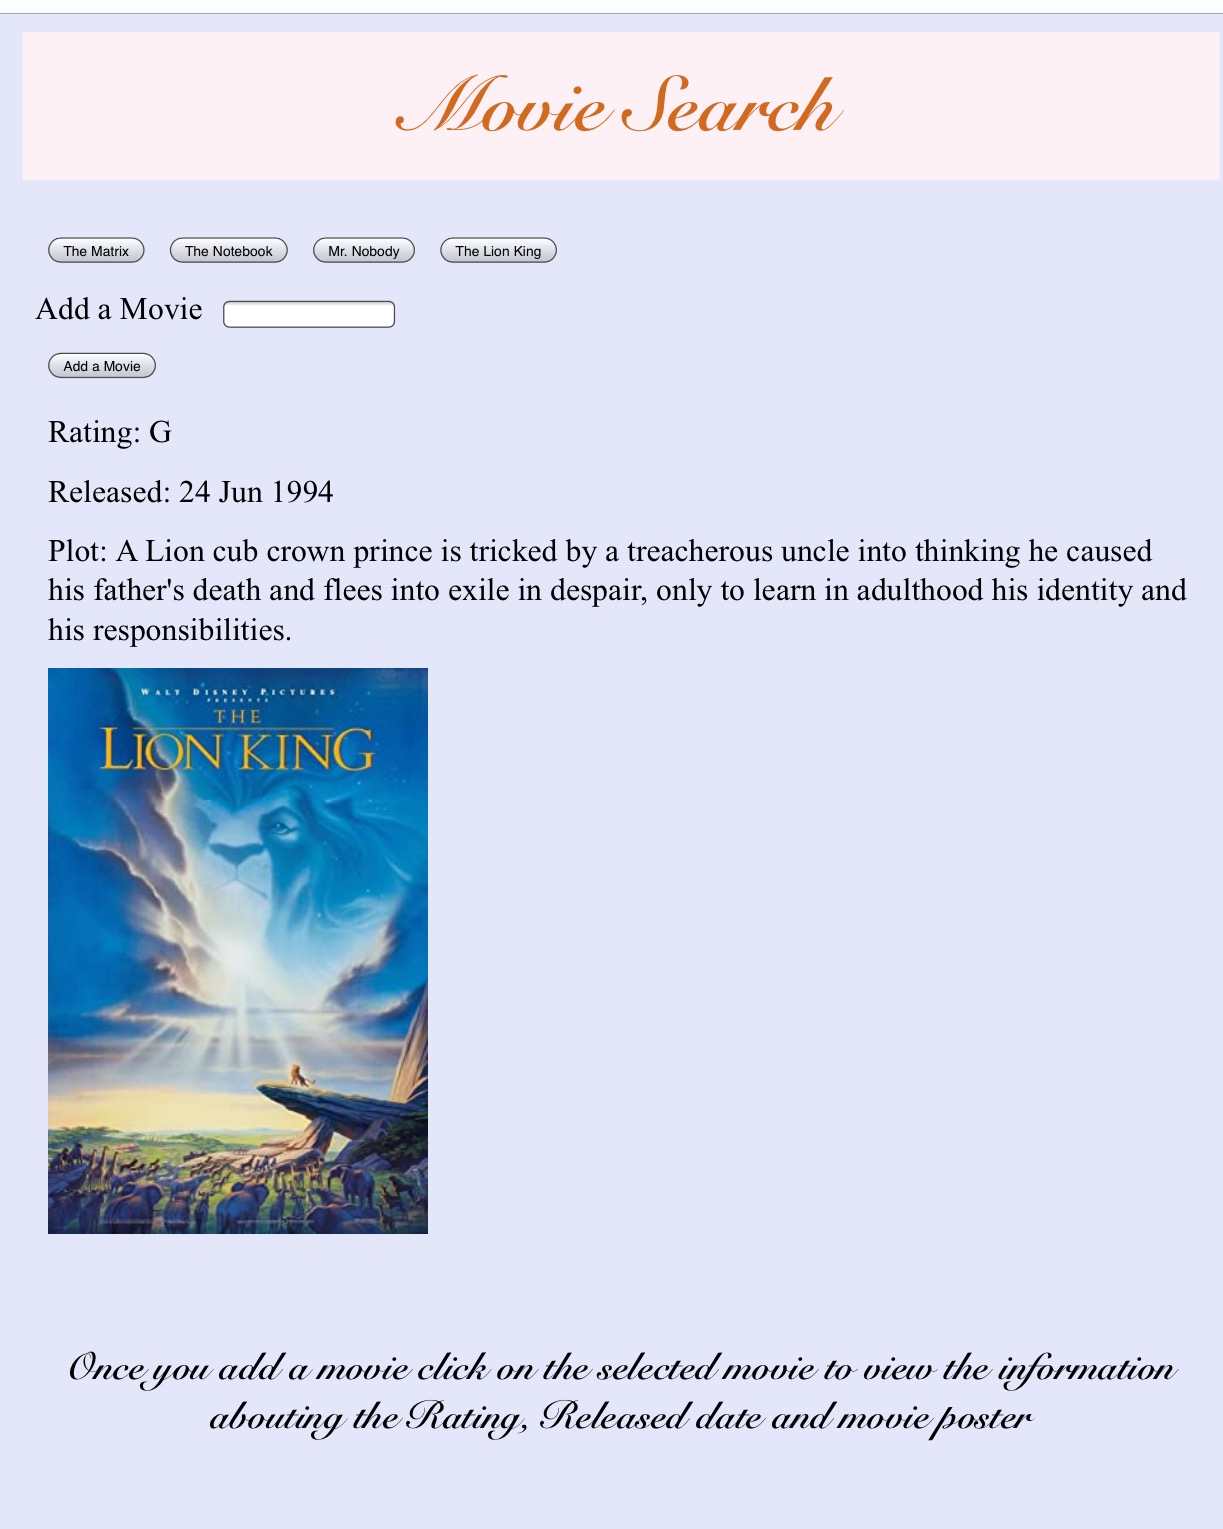 Movie Search
The Matrix The Notebook Mr. Nobody The Lion King
Add a Movie
Add a Movie
Rating: G
Released: 24 Jun 1994
Plot: A Lion cub crown prince is tricked by a treacherous uncle into thinking he caused
his father's death and flees into exile in despair, only to learn in adulthood his identity and
his responsibilities.
WALT DISNEY PICTURES
PRESENTS
THE
LION KING
Once you add a movie click on the selected movie to view the information
abouting the Rating, Released date and movie poster